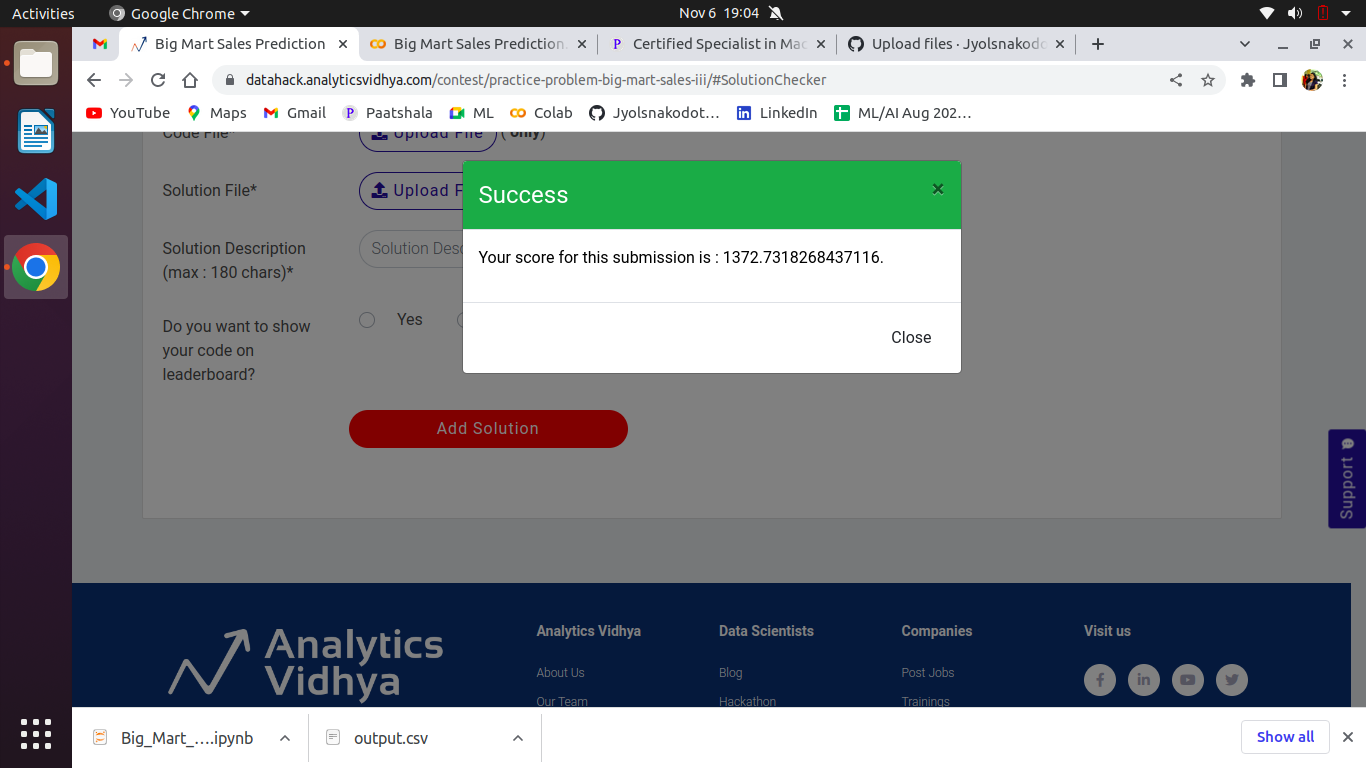 Activities
Google Chrome
Nov 6 19:04
Big Mart Sales Prediction
Big Mart Sales Prediction.
Certified Specialist in Mac
Upload files · Jyolsnakodo
datahack.analyticsvidhya.com/contest/practice-problem-big-mart-sales-iii/#SolutionChecker
YouTube
Maps
Gmail
Paatshala
ML
Colab
Jyolsnakodot…
LinkedIn
ML/AI Aug 202…
Code File*
Upload File
( only)
Solution File*
Upload F
Solution Description
(max : 180 chars)*
Solution Desc
Do you want to show
your code on
leaderboard?
Yes
Add Solution
Success
×
Your score for this submission is : 1372.7318268437116.
Close
Support
Analytics
Vidhya
Analytics Vidhya
About Us
Our Team
Data Scientists
Blog
Hackathon
Companies
Post Jobs
Trainings
Visit us
Big_Mart_….ipynb
output.csv
Show all